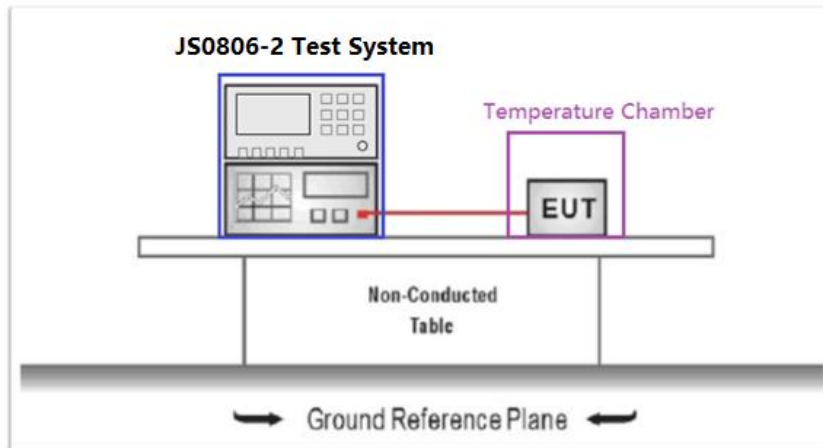 JS0806-2 Test System
Temperature Chamber
EUT
Non-Conducted
Table
Ground Reference Plane